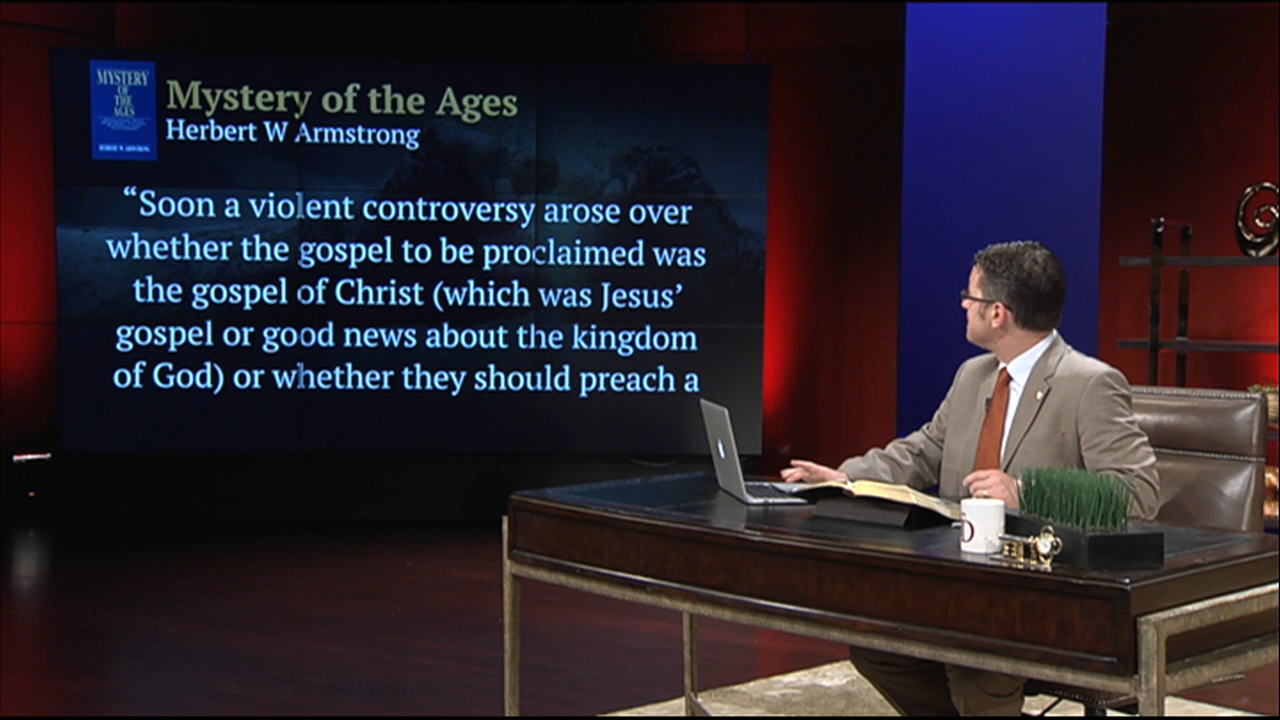 MYSTERY
OF
THE
AGES
HERBERT W. ARMSTRONG
Mystery of the Ages
Herbert W Armstrong
“Soon a violent controversy arose over
whether the gospel to be proclaimed was
the gospel of Christ (which was Jesus’
gospel or good news about the kingdom
of God) or whether they should preach a